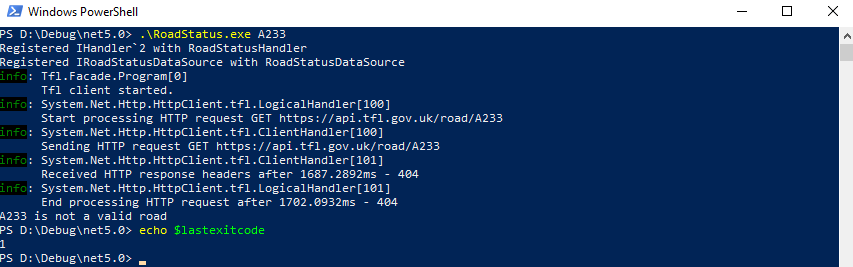 Windows PowerShell
PS D:\Debug\net5.0> .\RoadStatus.exe A233
Registered IHandler`2 with RoadStatusHandler
Registered IRoadStatusDataSource with RoadStatusDataSource
info: Tfl.Facade.Program[0]
      Tfl client started.
info: System.Net.Http.HttpClient.tfl.LogicalHandler[100]
      Start processing HTTP request GET https://api.tfl.gov.uk/road/A233
info: System.Net.Http.HttpClient.tfl.ClientHandler[100]
      Sending HTTP request GET https://api.tfl.gov.uk/road/A233
info: System.Net.Http.HttpClient.tfl.ClientHandler[101]
      Received HTTP response headers after 1687.2892ms - 404
info: System.Net.Http.HttpClient.tfl.LogicalHandler[101]
      End processing HTTP request after 1702.0932ms - 404
A233 is not a valid road
PS D:\Debug\net5.0> echo $lastexitcode
1
PS D:\Debug\net5.0>